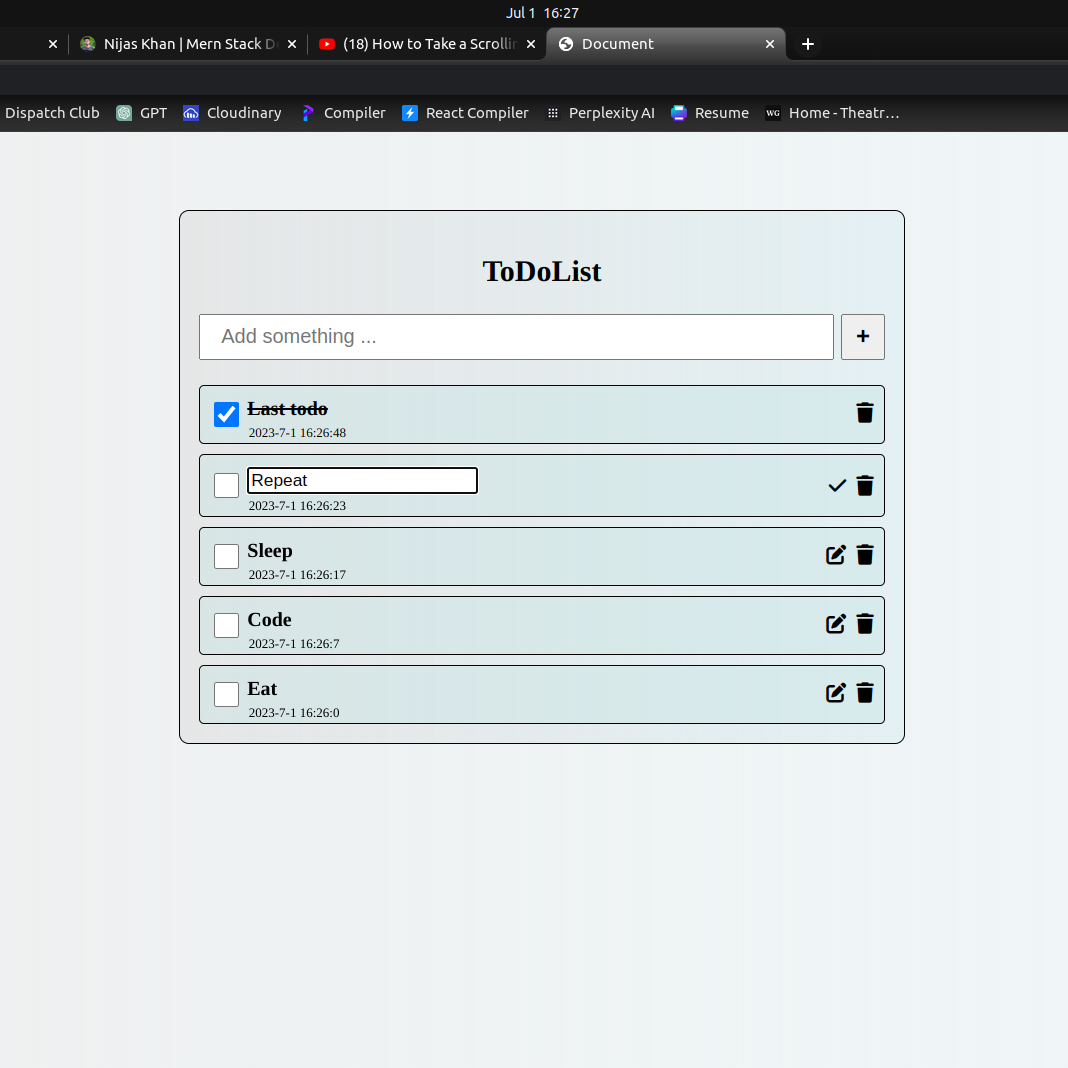 Jul 1 16:27
Nijas Khan | Mern Stack D
(18) How to Take a Scrollin
Document
Dispatch Club GPT Cloudinary Compiler React Compiler Perplexity AI Resume WG Home - Theatr…
ToDoList
Add something ...
+
Last todo
2023-7-1 16:26:48
Repeat
2023-7-1 16:26:23
Sleep
2023-7-1 16:26:17
Code
2023-7-1 16:26:7
Eat
2023-7-1 16:26:0